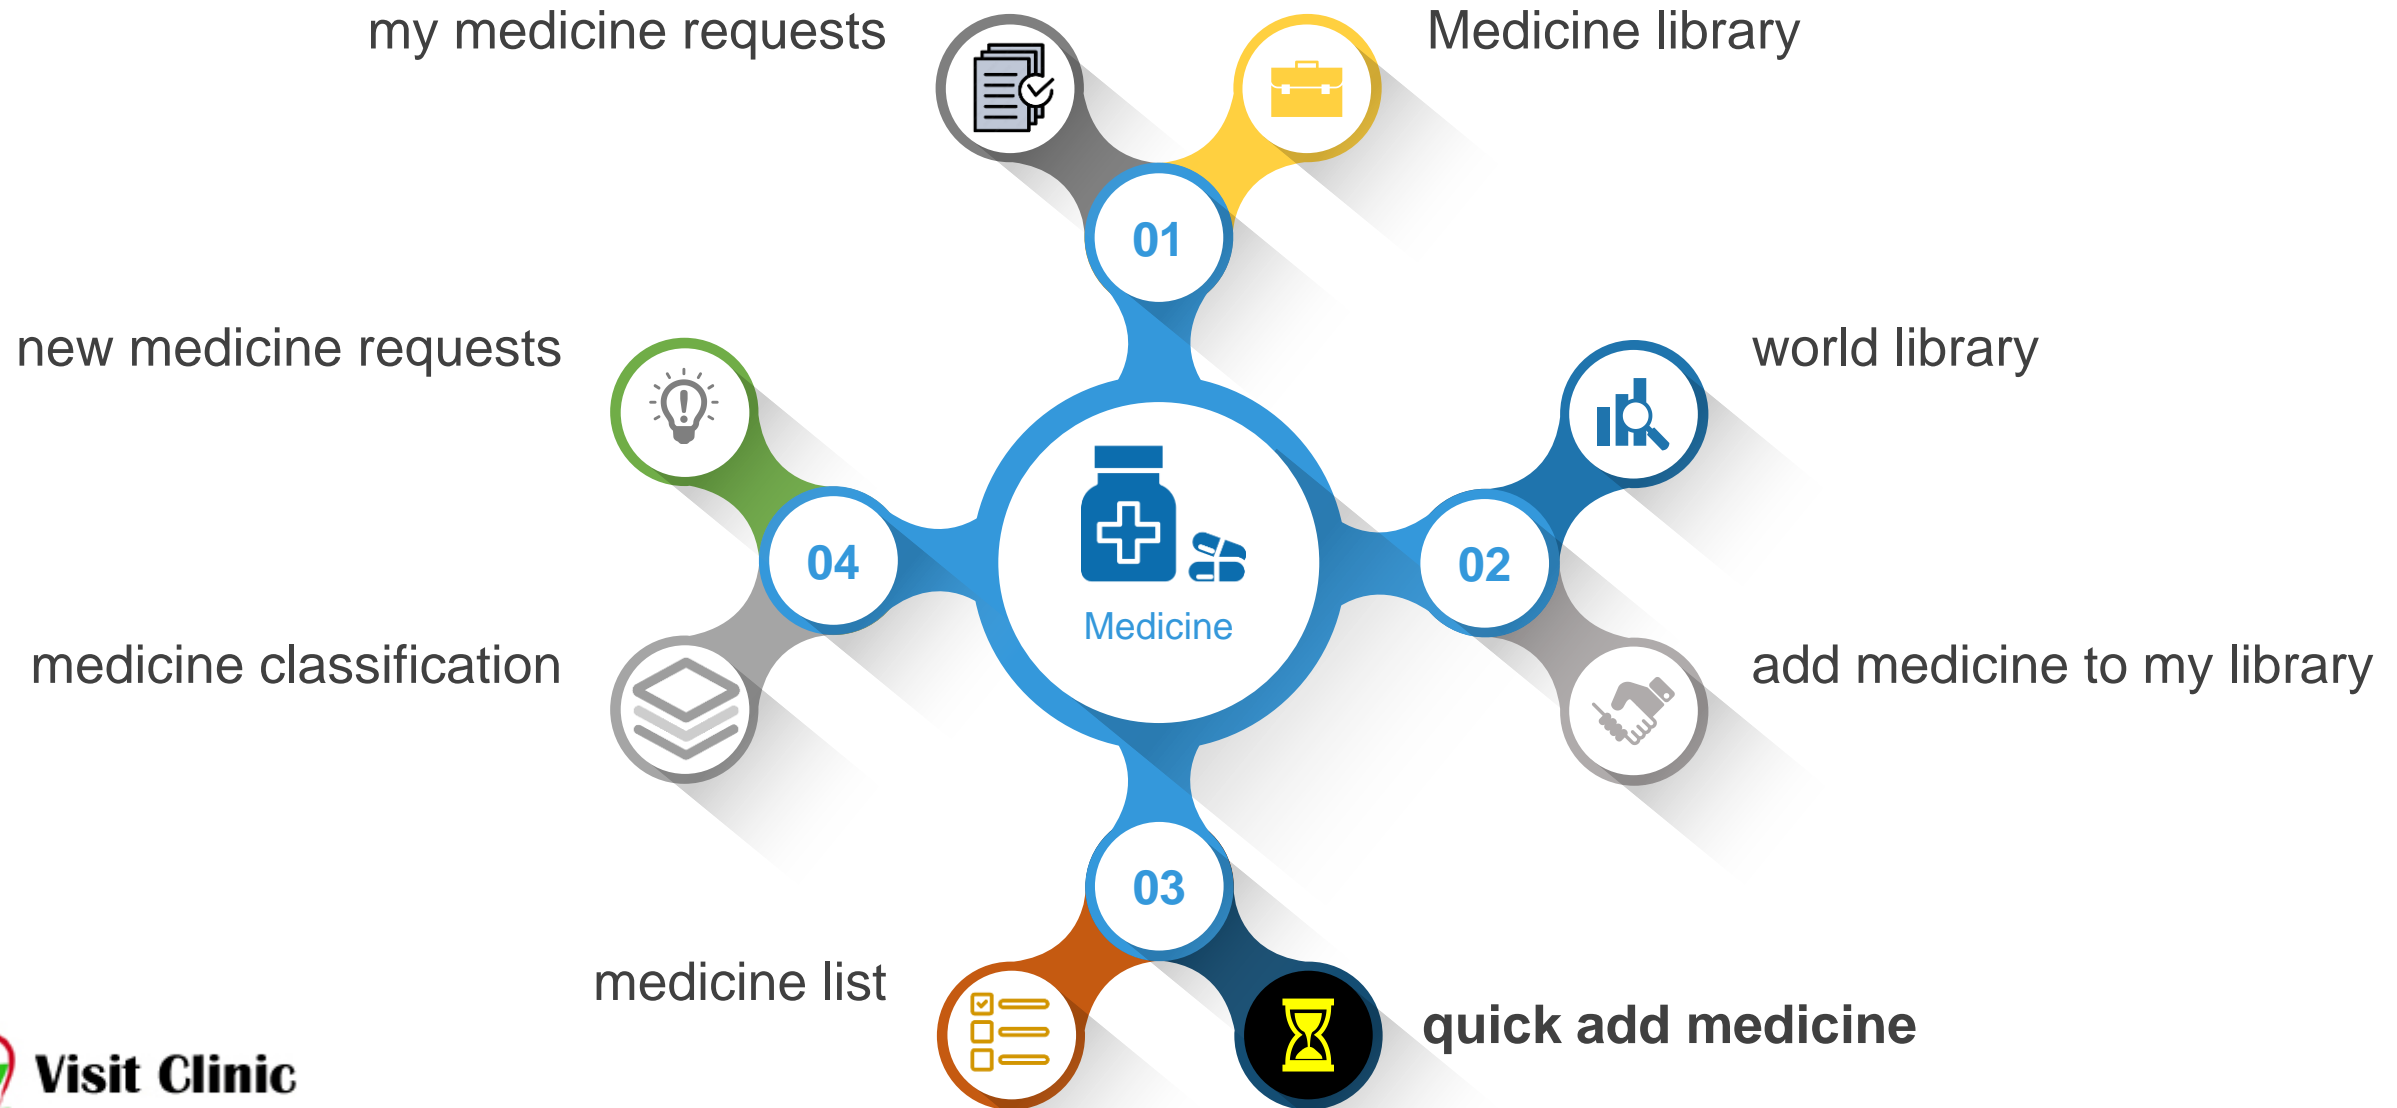 my medicine requests
Medicine library
01
new medicine requests
world library
04
02
Medicine
medicine classification
add medicine to my library
03
medicine list
quick add medicine
Visit Clinic